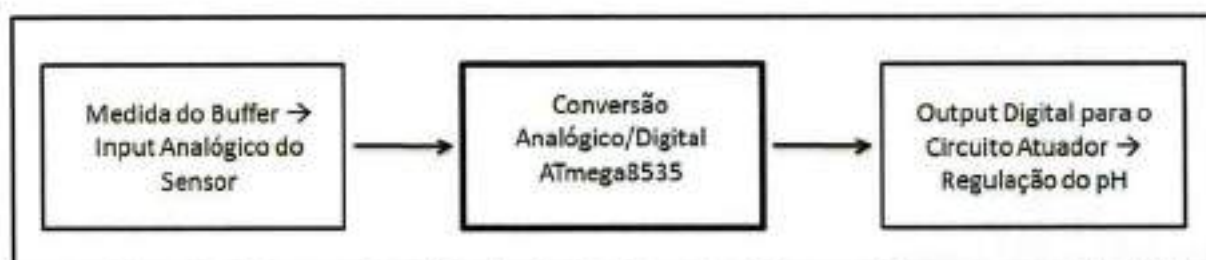 Medida do Buffer →
Input Analógico do
Sensor
Conversão
Analógico/Digital
ATmega8535
Output Digital para o
Circuito Atuador →
Regulação do pH